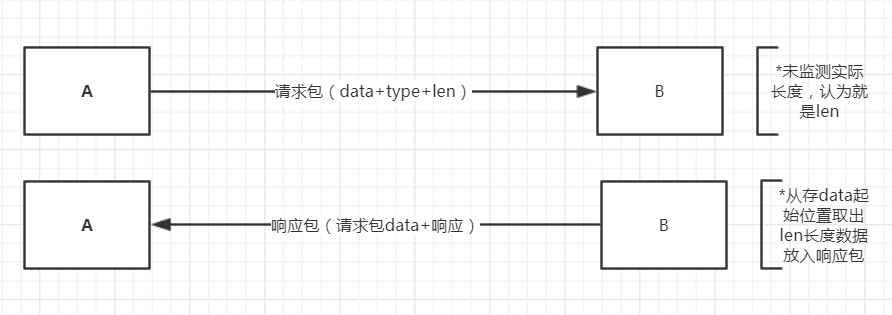 A
请求包（data+type+len）
B
*未监测实际
长度，认为就
是len
A
响应包（请求包data+响应）
B
*从存data起
始位置取出
len长度数据
放入响应包